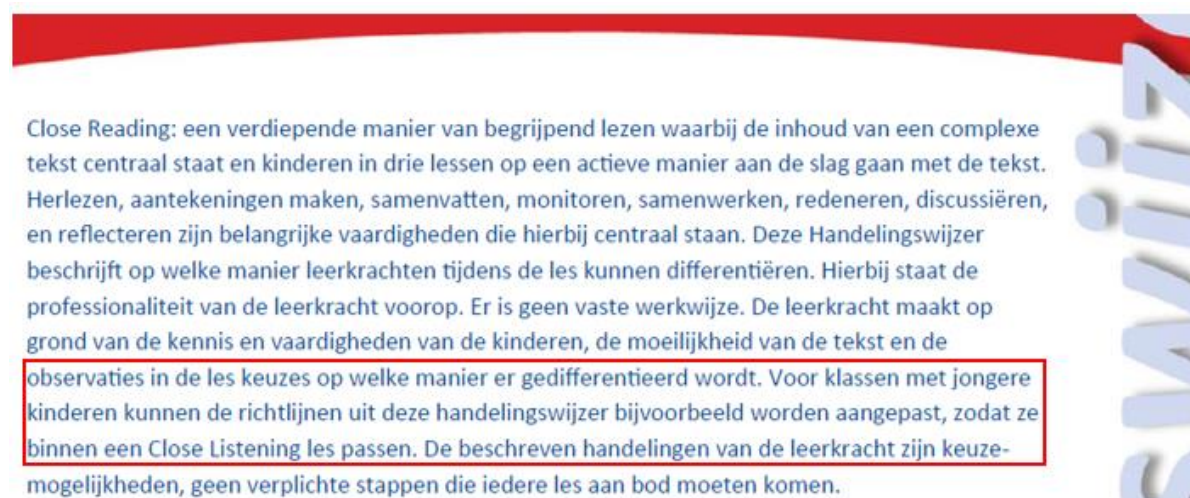 Close Reading: een verdiepende manier van begrijpend lezen waarbij de inhoud van een complexe
tekst centraal staat en kinderen in drie lessen op een actieve manier aan de slag gaan met de tekst.
Herlezen, aantekeningen maken, samenvatten, monitoren, samenwerken, redeneren, discussiëren,
en reflecteren zijn belangrijke vaardigheden die hierbij centraal staan. Deze Handelingswijzer
beschrijft op welke manier leerkrachten tijdens de les kunnen differentiëren. Hierbij staat de
professionaliteit van de leerkracht voorop. Er is geen vaste werkwijze. De leerkracht maakt op
grond van de kennis en vaardigheden van de kinderen, de moeilijkheid van de tekst en de
observaties in de les keuzes op welke manier er gedifferentieerd wordt. Voor klassen met jongere
kinderen kunnen de richtlijnen uit deze handelingswijzer bijvoorbeeld worden aangepast, zodat ze
binnen een Close Listening les passen. De beschreven handelingen van de leerkracht zijn keuze-
mogelijkheden, geen verplichte stappen die iedere les aan bod moeten komen.